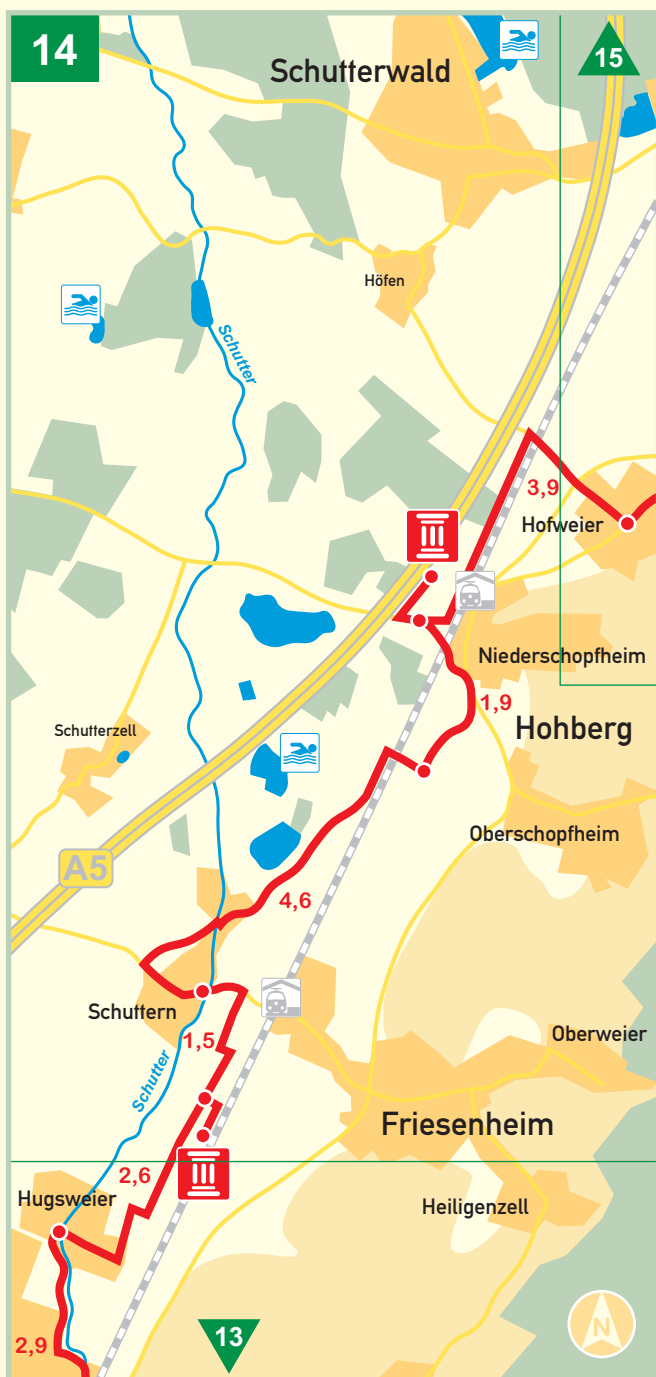 14
Schutterwald
15
Höfen
Schutter
3,9
Hofweier
Niederschopfheim
1,9
Hohberg
Schutterzell
Oberschopfheim
A5
4,6
Schuttern
1,5
Oberweier
Schutter
Friesenheim
2,6
Hugsweier
Heiligenzell
13
N
2,9